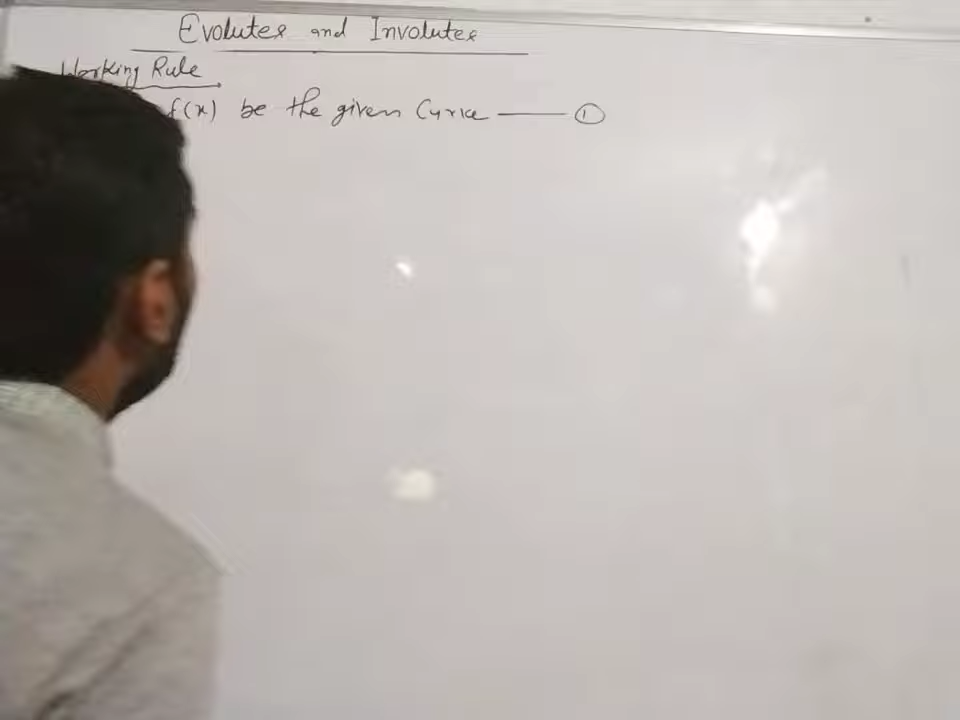 Evolutes and Involutes
Working Rule
f(x) be the given Curve —— ①